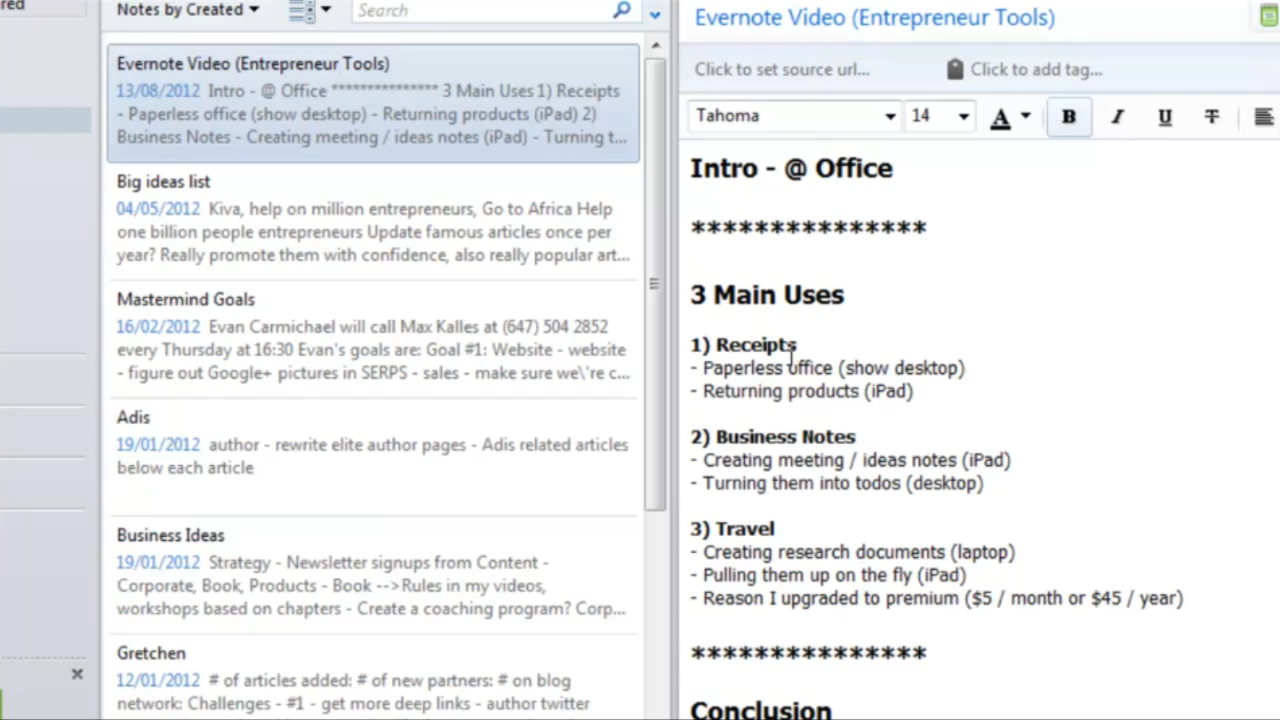 red
Notes by Created
Search
Evernote Video (Entrepreneur Tools)
13/08/2012 Intro - @ Office *************** 3 Main Uses 1) Receipts
- Paperless office (show desktop) - Returning products (iPad) 2)
Business Notes - Creating meeting / ideas notes (iPad) - Turning t...
Big ideas list
04/05/2012 Kiva, help on million entrepreneurs, Go to Africa Help
one billion people entrepreneurs Update famous articles once per
year? Really promote them with confidence, also really popular art...
Mastermind Goals
16/02/2012 Evan Carmichael will call Max Kalles at (647) 504 2852
every Thursday at 16:30 Evan's goals are: Goal #1: Website - website
- figure out Google+ pictures in SERPS - sales - make sure we\'re c...
Adis
19/01/2012 author - rewrite elite author pages - Adis related articles
below each article
Business Ideas
19/01/2012 Strategy - Newsletter signups from Content -
Corporate, Book, Products - Book -->Rules in my videos,
workshops based on chapters - Create a coaching program? Corp...
Gretchen
12/01/2012 # of articles added: # of new partners: # on blog
network: Challenges - #1 - get more deep links - author twitter
Evernote Video (Entrepreneur Tools)
Click to set source url...
Click to add tag...
Tahoma
14
A B I U T
Intro - @ Office
***************
3 Main Uses
1) Receipts
- Paperless office (show desktop)
- Returning products (iPad)
2) Business Notes
- Creating meeting / ideas notes (iPad)
- Turning them into todos (desktop)
3) Travel
- Creating research documents (laptop)
- Pulling them up on the fly (iPad)
- Reason I upgraded to premium ($5 / month or $45 / year)
***************
Conclusion